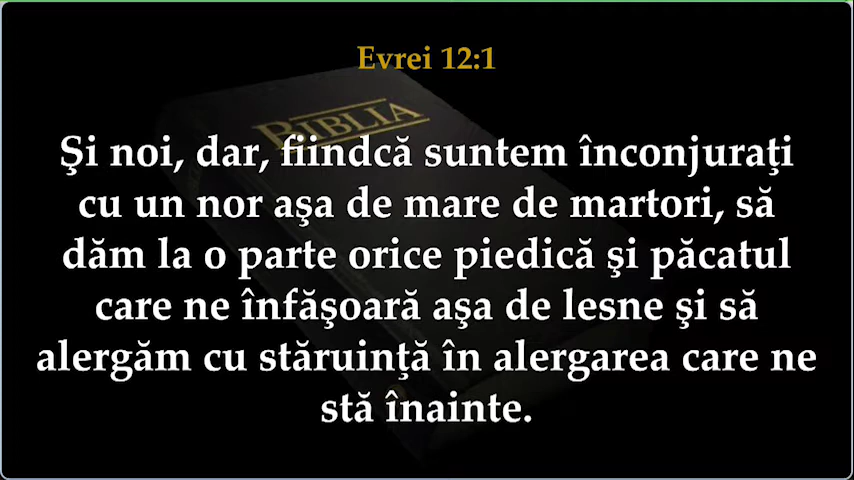 Evrei 12:1
BIBLIA
Şi noi, dar, fiindcă suntem înconjuraţi
cu un nor aşa de mare de martori, să
dăm la o parte orice piedică şi păcatul
care ne înfăşoară aşa de lesne şi să
alergăm cu stăruinţă în alergarea care ne
stă înainte.